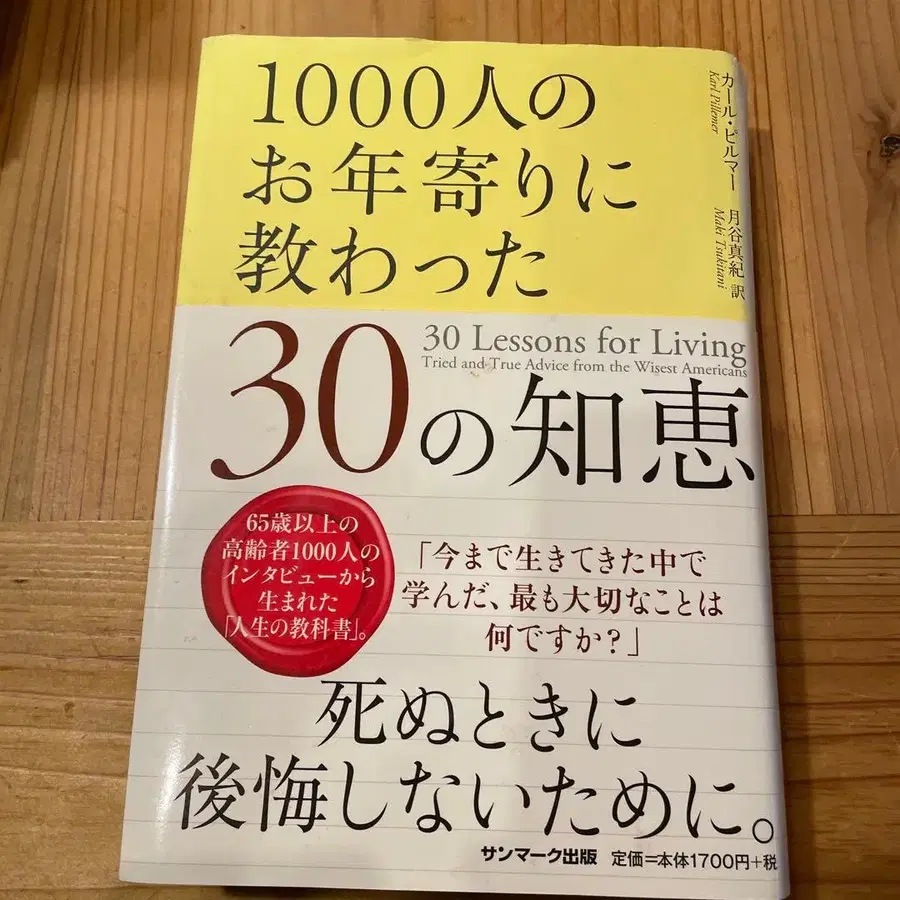 1000人の
お年寄りに
教わった
カール・ピルマー
Karl Pillemer
月谷真紀 訳
Maki Tsukitani
30の知恵
30 Lessons for Living
Tried and True Advice from the Wisest Americans
65歳以上の
高齢者1000人の
インタビューから
生まれた
「人生の教科書」。
「今まで生きてきた中で
学んだ、最も大切なことは
何ですか?」
死ぬときに
後悔しないために。
サンマーク出版 定価=本体1700円+税